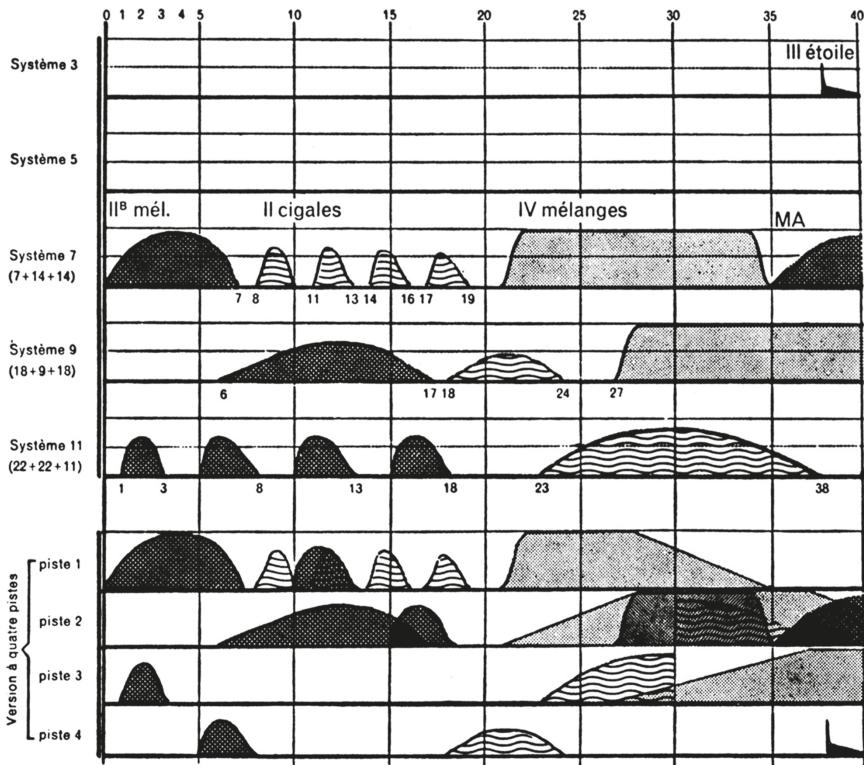 0 1 2 3 4 5 10 15 20 25 30 35 40
III étoile
Système 3
Système 5
IIᴮ mél. II cigales IV mélanges MA
Système 7
(7+14+14)
7 8 11 13 14 16 17 19
Système 9
(18+9+18)
6 17 18 24 27
Système 11
(22+22+11)
1 3 8 13 18 23 38
Version à quatre pistes
piste 1
piste 2
piste 3
piste 4